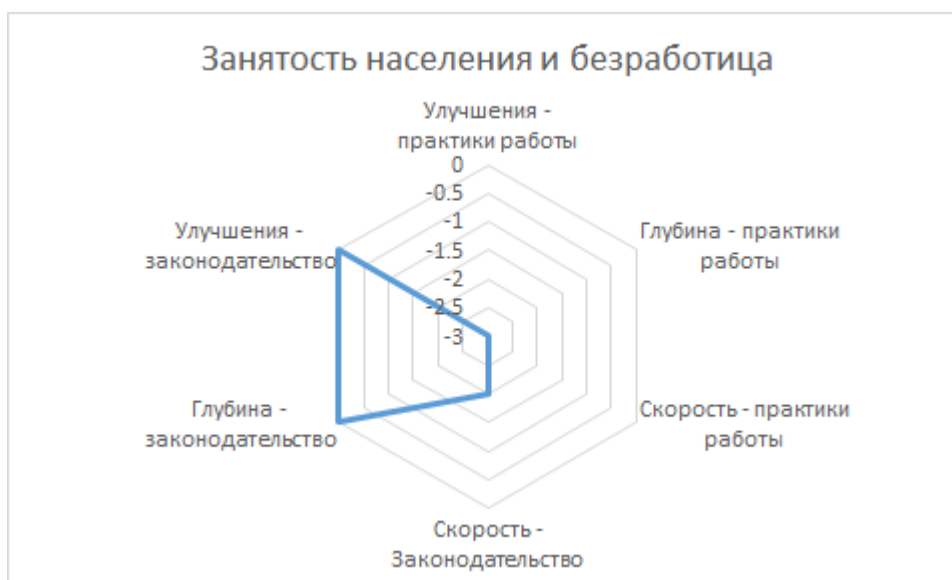 Занятость населения и безработица
Улучшения -
практики работы
0
-0.5
-1
-1.5
-2
-2.5
-3
Глубина - практики
работы
Скорость - практики
работы
Скорость -
Законодательство
Глубина -
законодательство
Улучшения -
законодательство